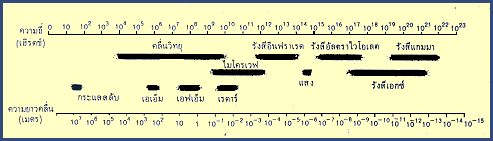 ความถี่ 10 10² 10³ 10⁴ 10⁵ 10⁶ 10⁷ 10⁸ 10⁹ 10¹⁰ 10¹¹ 10¹² 10¹³ 10¹⁴ 10¹⁵ 10¹⁶ 10¹⁷ 10¹⁸ 10¹⁹ 10²⁰ 10²¹ 10²² 10²³
(เฮิรตซ์) คลื่นวิทยุ รังสีอินฟราเรด รังสีอัลตราไวโอเลต รังสีแกมมา
ไมโครเวฟ
แสง รังสีเอกซ์
กระแสสลับ เอเอ็ม เอฟเอ็ม เรดาร์
ความยาวคลื่น
(เมตร) 10⁷ 10⁶ 10⁵ 10⁴ 10³ 10² 10 1 10⁻¹ 10⁻² 10⁻³ 10⁻⁴ 10⁻⁵ 10⁻⁶ 10⁻⁷ 10⁻⁸ 10⁻⁹ 10⁻¹⁰ 10⁻¹¹ 10⁻¹² 10⁻¹³ 10⁻¹⁴ 10⁻¹⁵